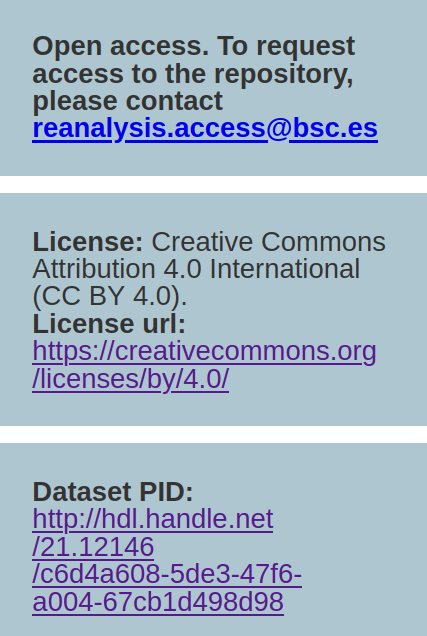 Open access. To request
access to the repository,
please contact
reanalysis.access@bsc.es
License: Creative Commons
Attribution 4.0 International
(CC BY 4.0).
License url:
https://creativecommons.org
/licenses/by/4.0/
Dataset PID:
http://hdl.handle.net
/21.12146
/c6d4a608-5de3-47f6-
a004-67cb1d498d98